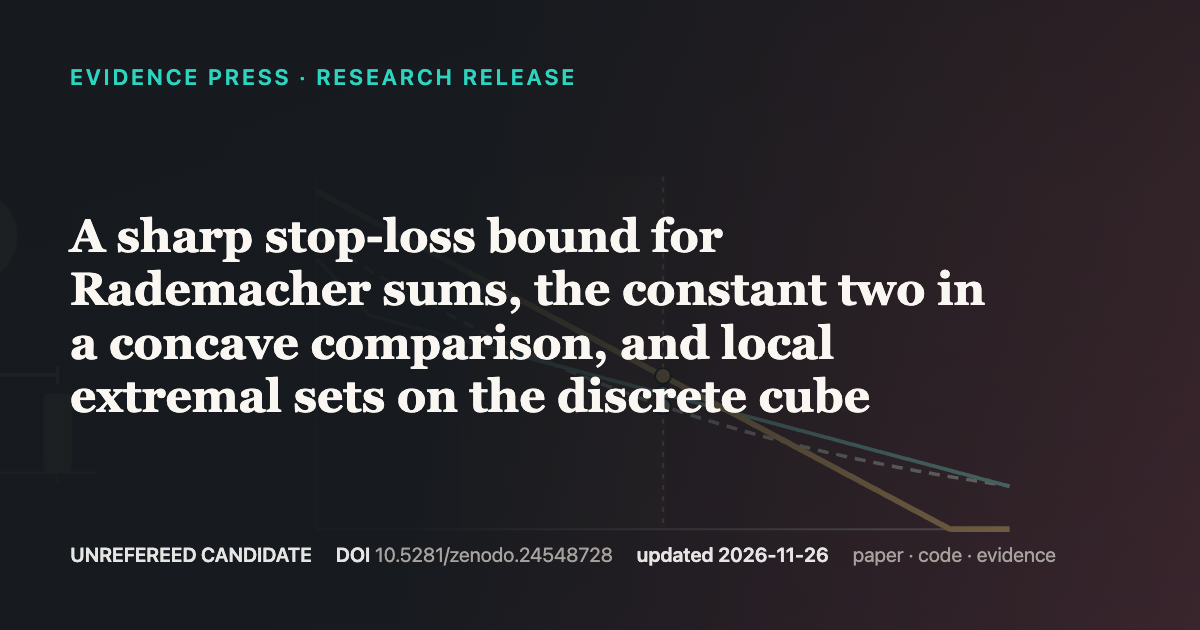 EVIDENCE PRESS · RESEARCH RELEASE
A sharp stop-loss bound for
Rademacher sums, the constant two in
a concave comparison, and local
extremal sets on the discrete cube
UNREFEREED CANDIDATE DOI 10.5281/zenodo.24548728 updated 2026-11-26 paper · code · evidence